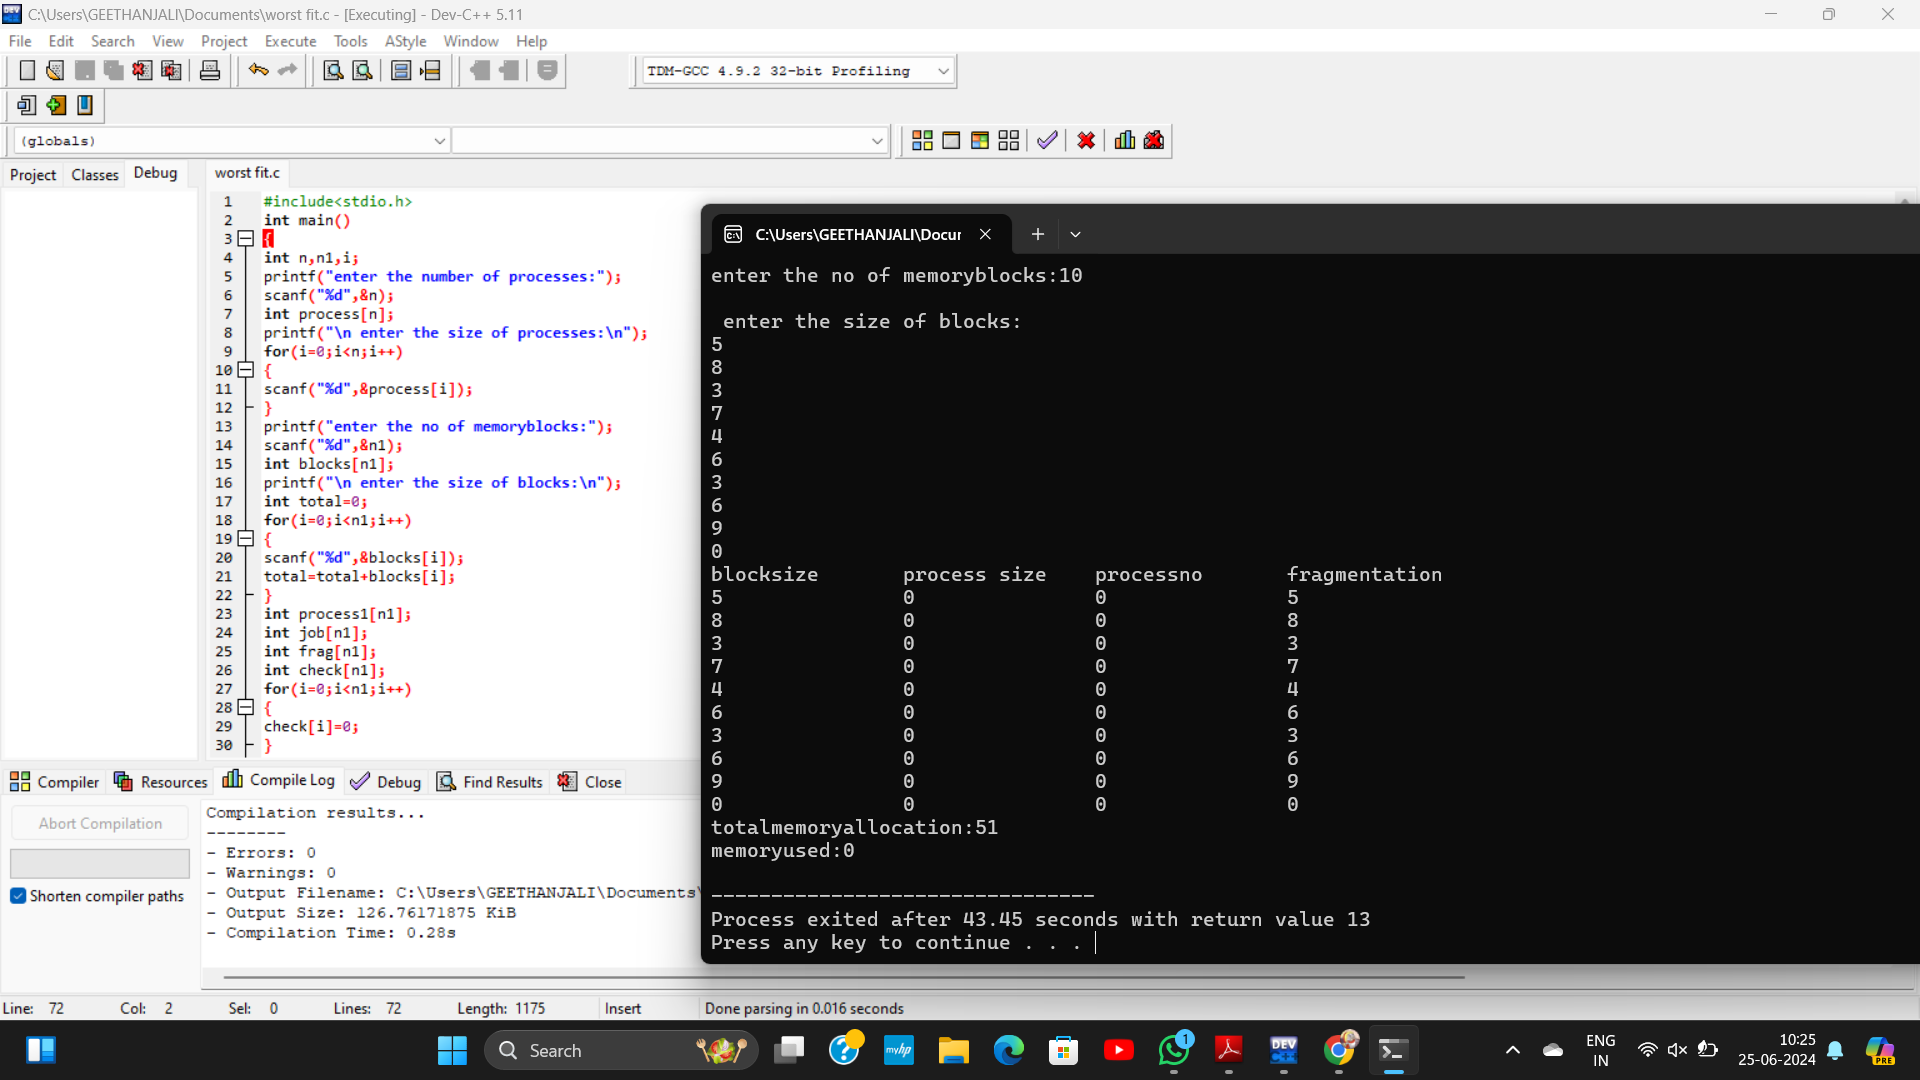 C:\Users\GEETHANJALI\Documents\worst fit.c - [Executing] - Dev-C++ 5.11
File Edit Search View Project Execute Tools AStyle Window Help
TDM-GCC 4.9.2 32-bit Profiling
(globals)
Project Classes Debug
worst fit.c
1 #include<stdio.h>
2 int main()
3 {
4 int n,n1,i;
5 printf("enter the number of processes:");
6 scanf("%d",&n);
7 int process[n];
8 printf("\n enter the size of processes:\n");
9 for(i=0;i<n;i++)
10 {
11 scanf("%d",&process[i]);
12 }
13 printf("enter the no of memoryblocks:");
14 scanf("%d",&n1);
15 int blocks[n1];
16 printf("\n enter the size of blocks:\n");
17 int total=0;
18 for(i=0;i<n1;i++)
19 {
20 scanf("%d",&blocks[i]);
21 total=total+blocks[i];
22 }
23 int process1[n1];
24 int job[n1];
25 int frag[n1];
26 int check[n1];
27 for(i=0;i<n1;i++)
28 {
29 check[i]=0;
30 }
C:\Users\GEETHANJALI\Docur
enter the no of memoryblocks:10
enter the size of blocks:
5
8
3
7
4
6
3
6
9
0
blocksize process size processno fragmentation
5 0 0 5
8 0 0 8
3 0 0 3
7 0 0 7
4 0 0 4
6 0 0 6
3 0 0 3
6 0 0 6
9 0 0 9
0 0 0 0
totalmemoryallocation:51
memoryused:0
--------------------------------
Process exited after 43.45 seconds with return value 13
Press any key to continue . . .
Compiler Resources Compile Log Debug Find Results Close
Abort Compilation
Shorten compiler paths
Compilation results...
--------
- Errors: 0
- Warnings: 0
- Output Filename: C:\Users\GEETHANJALI\Documents\
- Output Size: 126.76171875 KiB
- Compilation Time: 0.28s
Line: 72 Col: 2 Sel: 0 Lines: 72 Length: 1175 Insert Done parsing in 0.016 seconds
Search
myhp
1
DEV
ENG
IN
10:25
25-06-2024
PRE